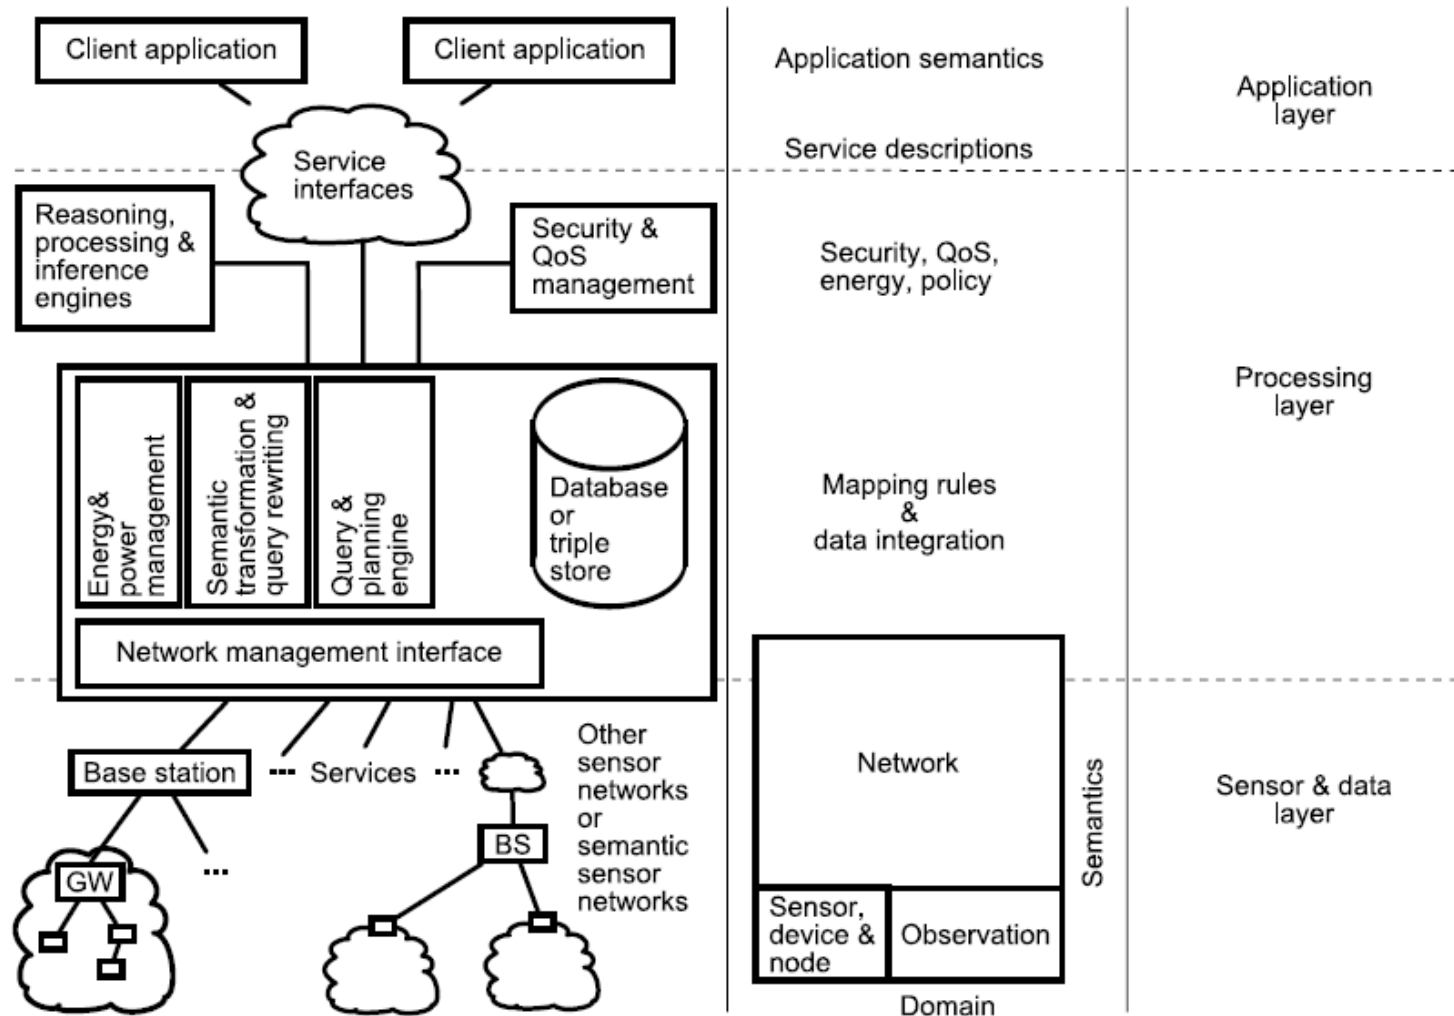 Client application
Client application
Service
interfaces
Reasoning,
processing &
inference
engines
Security &
QoS
management
Energy&
power
management
Semantic
transformation &
query rewriting
Query &
planning
engine
Database
or
triple
store
Network management interface
Base station
... Services ...
Other
sensor
networks
or
semantic
sensor
networks
BS
GW
...
Application semantics
Service descriptions
Security, QoS,
energy, policy
Mapping rules
&
data integration
Network
Semantics
Sensor,
device &
node
Observation
Domain
Application
layer
Processing
layer
Sensor & data
layer